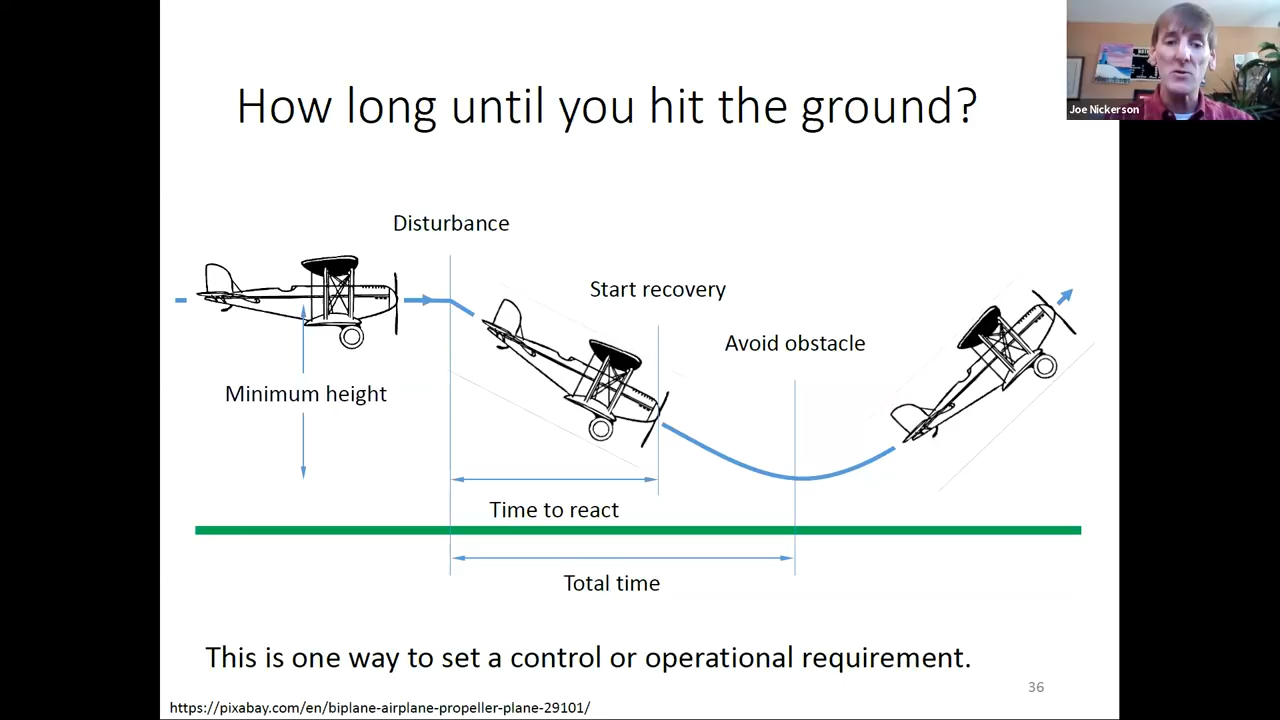 How long until you hit the ground?
Joe Nickerson
Disturbance
Start recovery
Avoid obstacle
Minimum height
Time to react
Total time
This is one way to set a control or operational requirement.
36
https://pixabay.com/en/biplane-airplane-propeller-plane-29101/